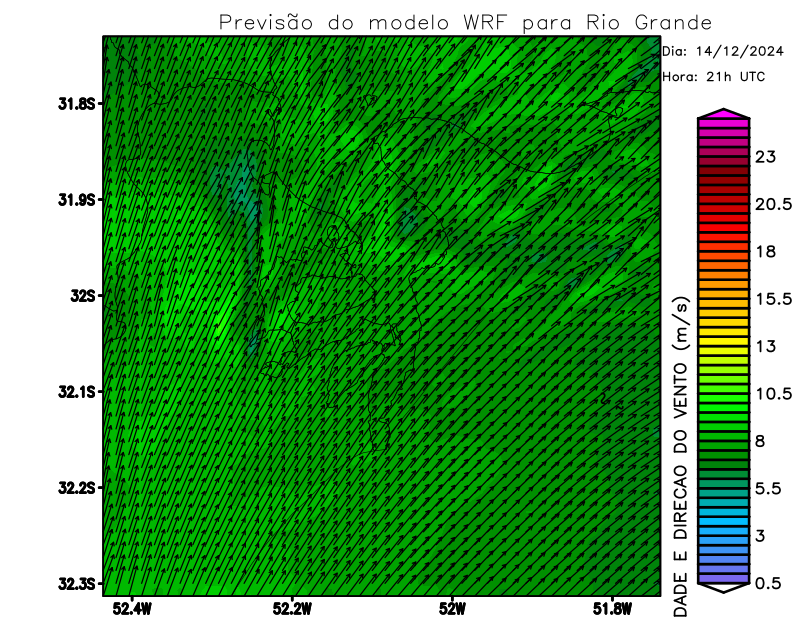 Previsão do modelo WRF para Rio Grande
Dia: 14/12/2024
Hora: 21h UTC
31.8S
31.9S
32S
32.1S
32.2S
32.3S
52.4W
52.2W
52W
51.8W
23
20.5
18
15.5
13
10.5
8
5.5
3
0.5
DADE E DIRECAO DO VENTO (m/s)